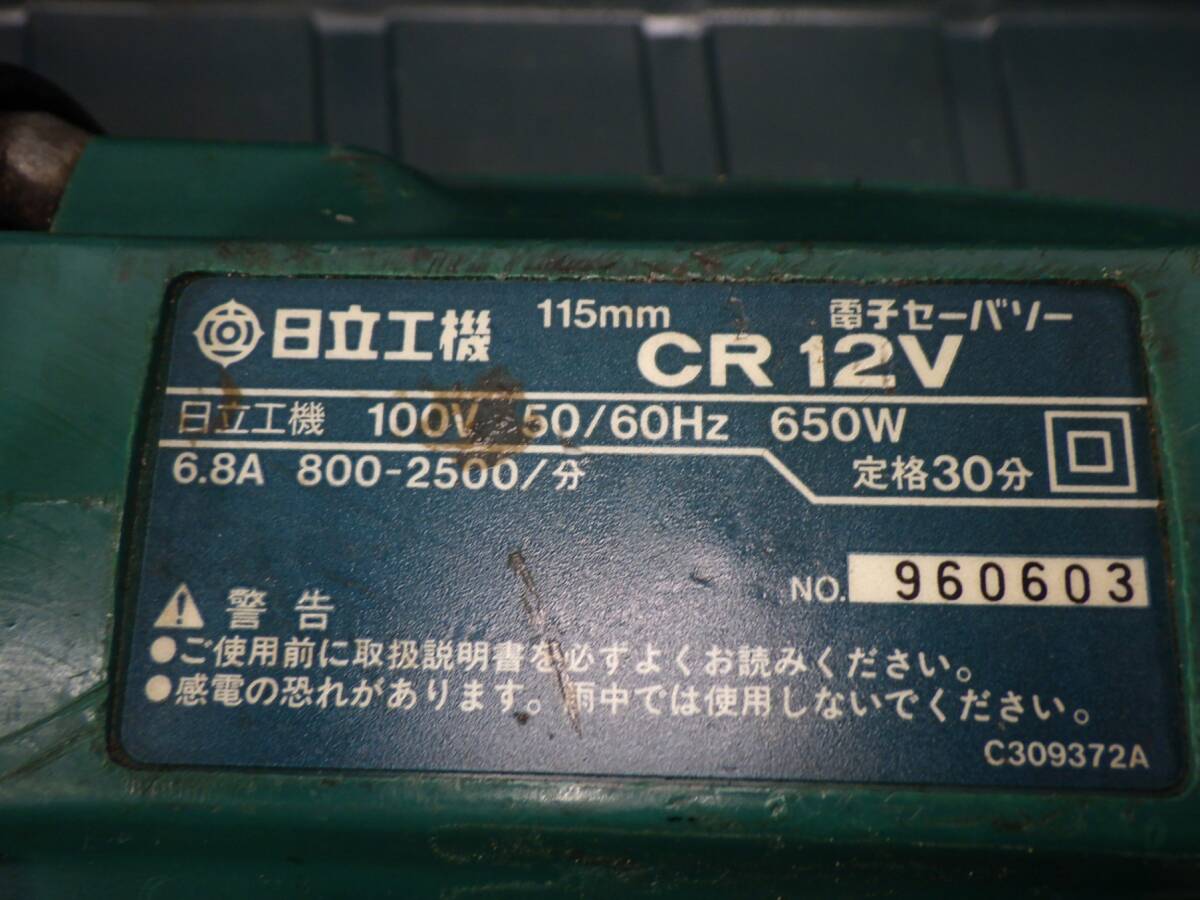 日立工機 115mm 電子セーバソー
CR 12V
日立工機 100V 50/60Hz 650W
6.8A 800-2500/分 定格30分
NO. 960603
警告
●ご使用前に取扱説明書を必ずよくお読みください。
●感電の恐れがあります。雨中では使用しないでください。
C309372A